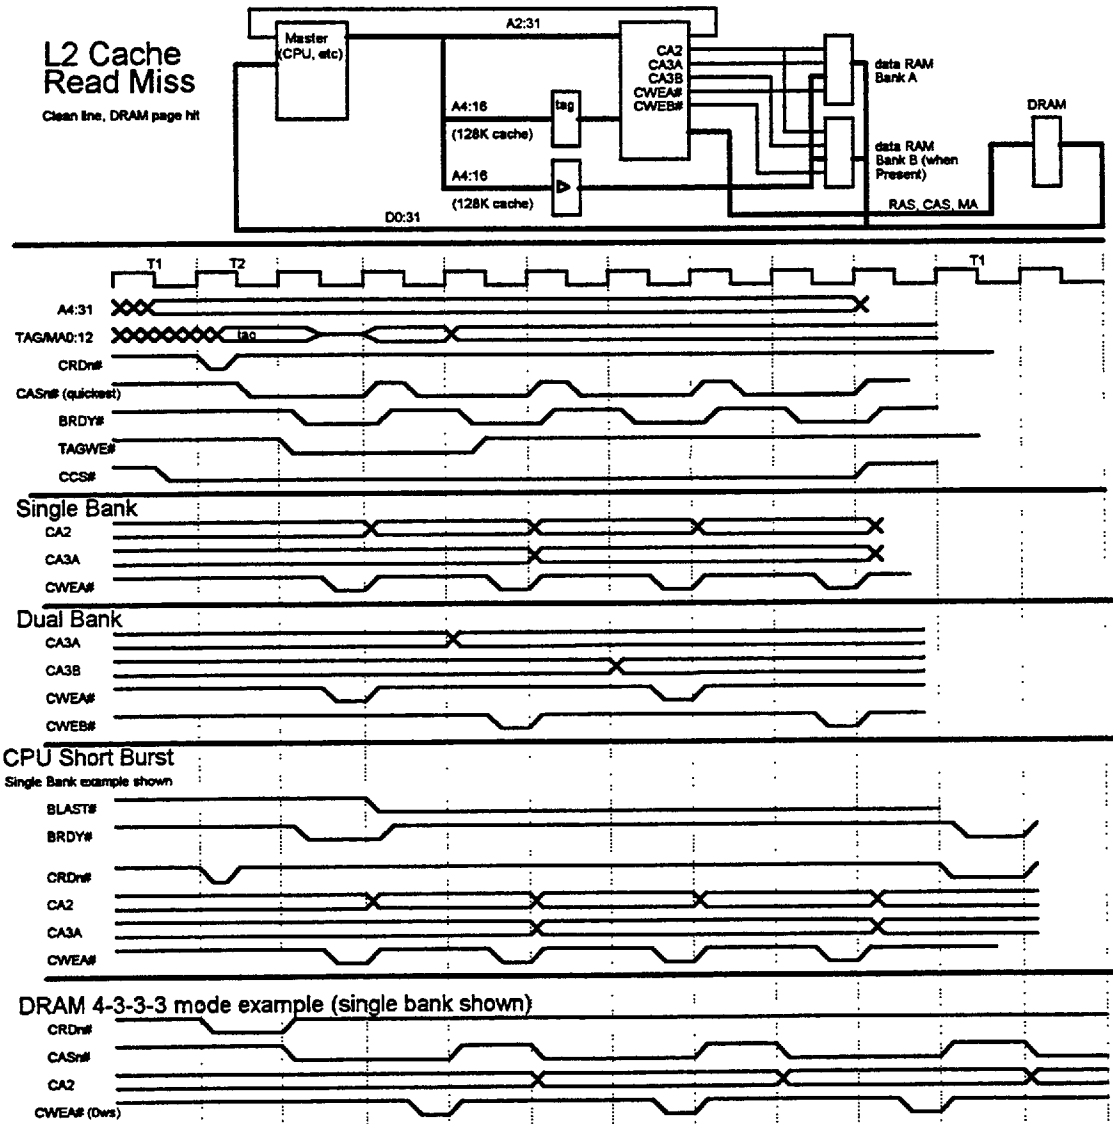 L2 Cache
Read Miss
Clean line, DRAM page hit
Master
(CPU, etc)
A2:31
A4:16
(128K cache)
tag
A4:16
(128K cache)
D0:31
CA2
CA3A
CA3B
CWEA#
CWEB#
data RAM
Bank A
data RAM
Bank B (when
Present)
DRAM
RAS, CAS, MA
T1
T2
T1
A4:31
TAG/MA0:12
tag
CRDn#
CASn# (quickest)
BRDY#
TAGWE#
CCS#
Single Bank
CA2
CA3A
CWEA#
Dual Bank
CA3A
CA3B
CWEA#
CWEB#
CPU Short Burst
Single Bank example shown
BLAST#
BRDY#
CRDn#
CA2
CA3A
CWEA#
DRAM 4-3-3-3 mode example (single bank shown)
CRDn#
CASn#
CA2
CWEA# (0ws)